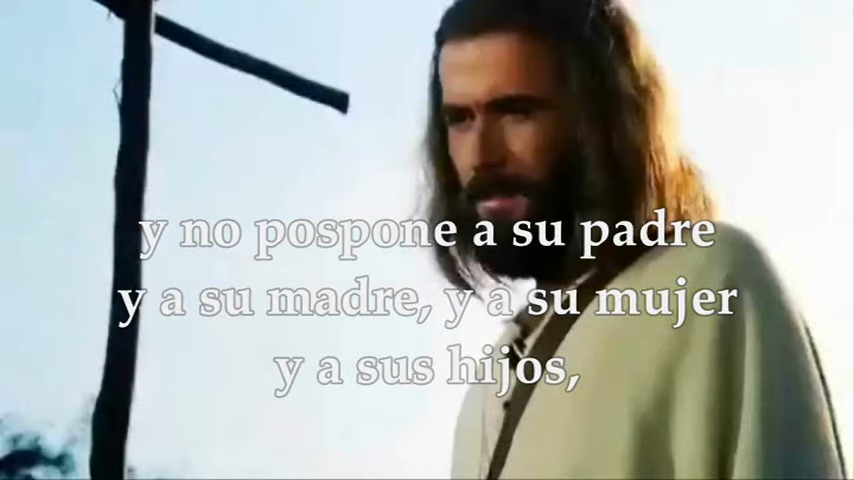 y no pospone a su padre
y a su madre, y a su mujer
y a sus hijos,